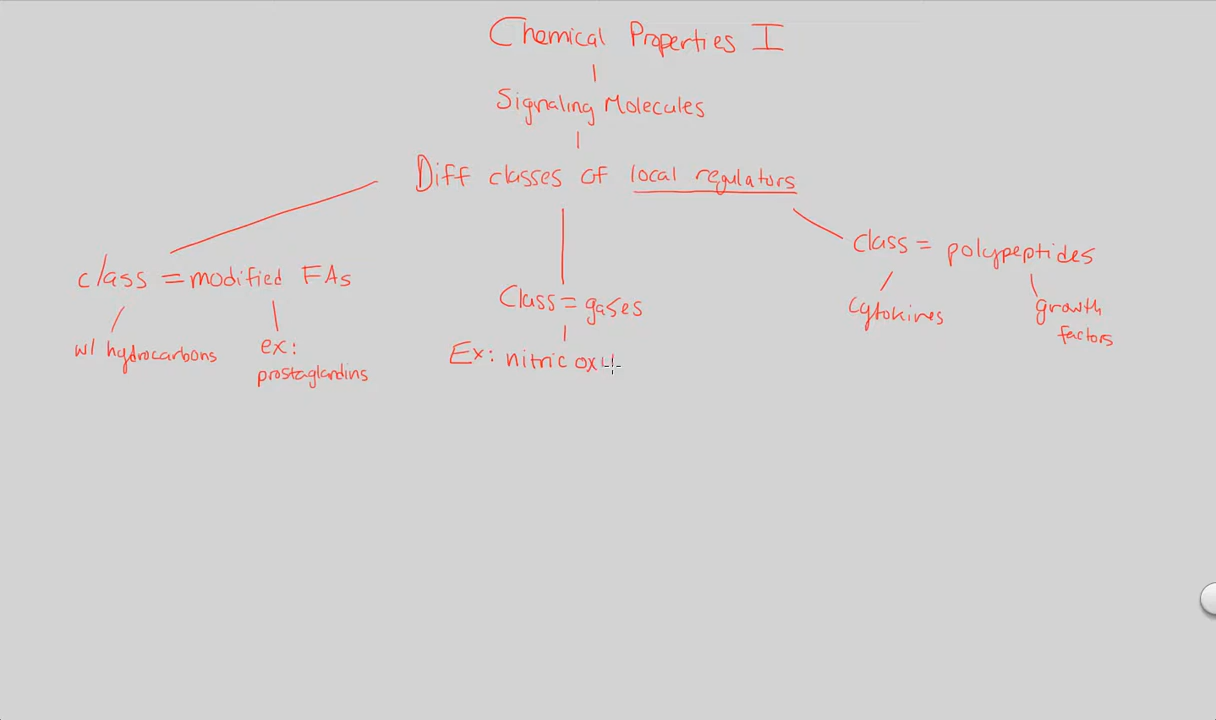 Chemical Properties I
Signaling Molecules
Diff classes of local regulators
class = modified FAs
w/ hydrocarbons
ex:
prostaglandins
Class = gases
Ex: nitric ox
class = polypeptides
cytokines
growth
factors